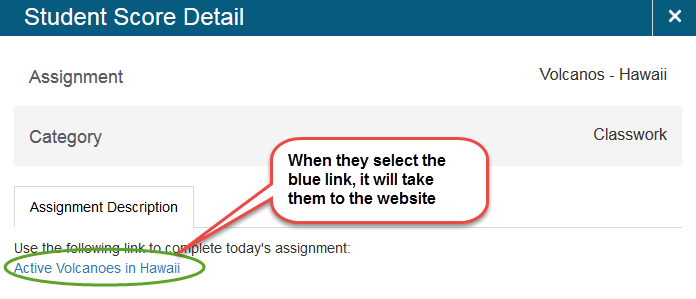 Student Score Detail ×
Assignment Volcanos - Hawaii
Category Classwork
When they select the
blue link, it will take
them to the website
Assignment Description
Use the following link to complete today's assignment:
Active Volcanoes in Hawaii